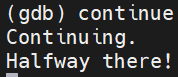 (gdb) continue
Continuing.
Halfway there!